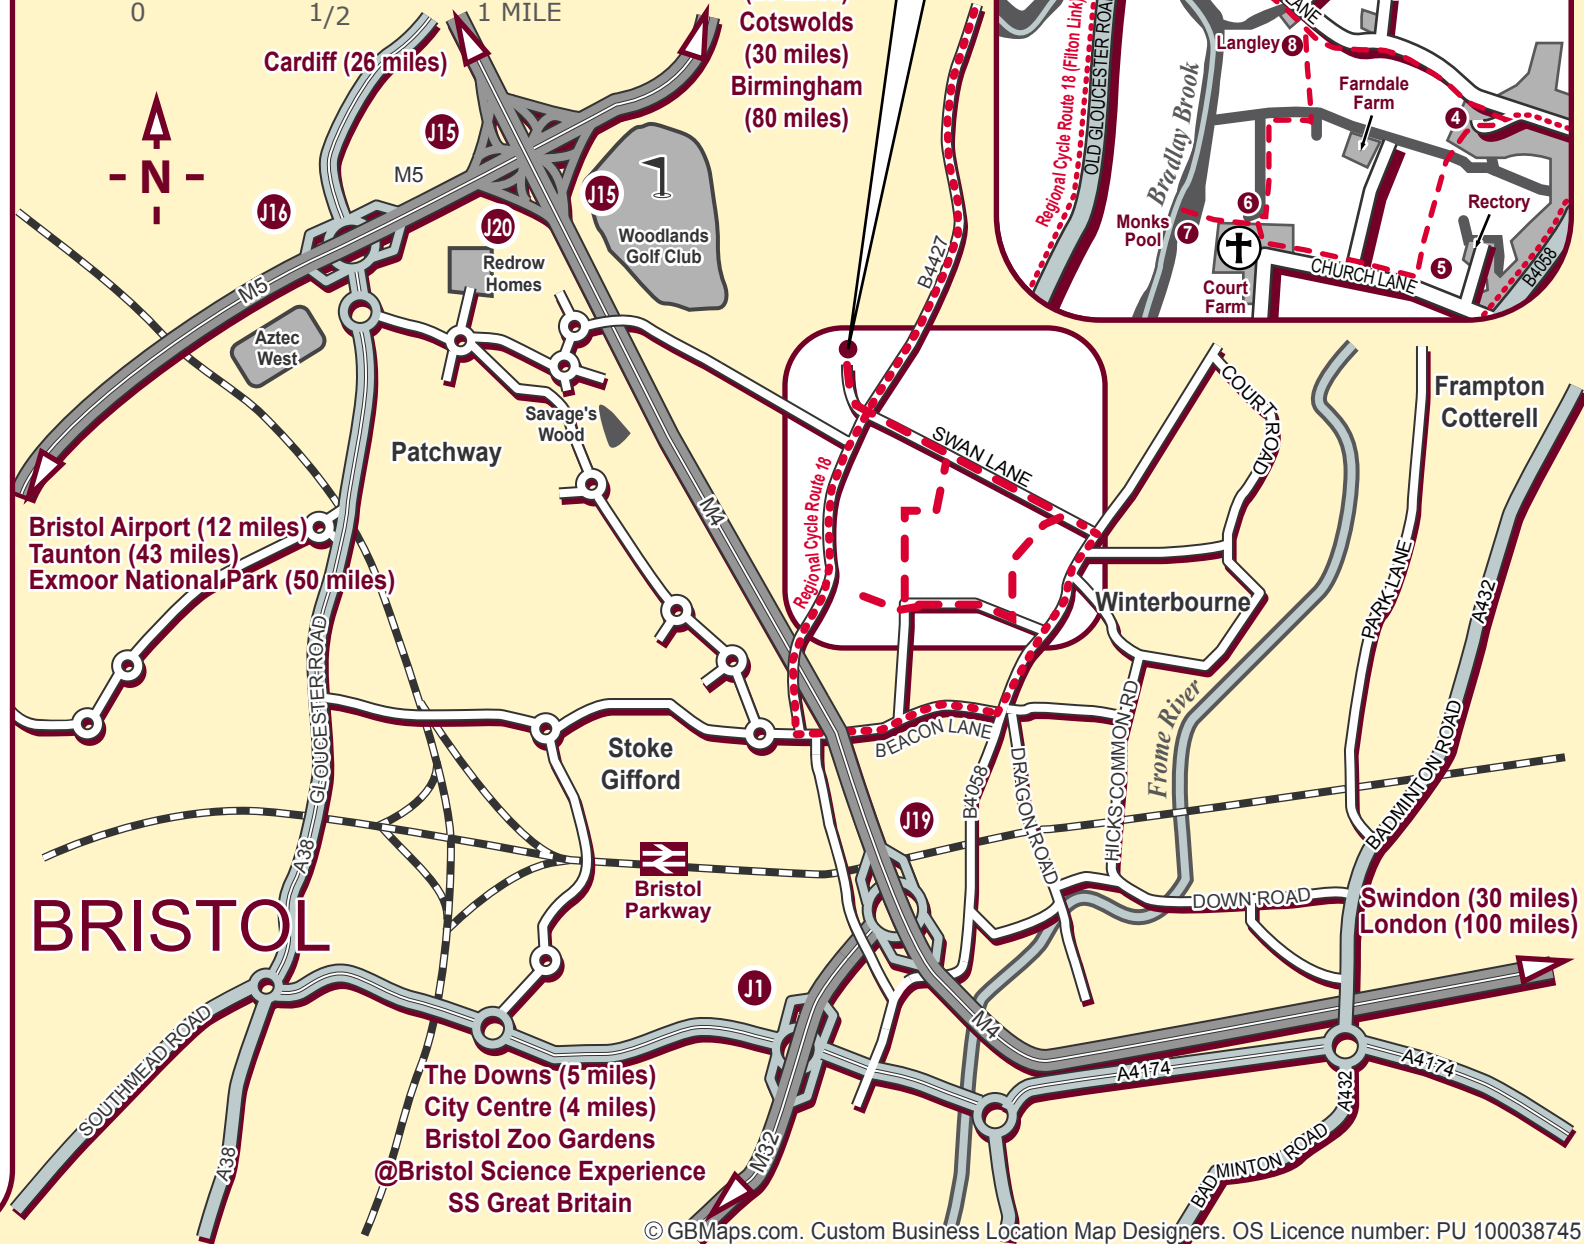 0
1/2
1 MILE
Cotswolds
(30 miles)
Birmingham
(80 miles)
Cardiff (26 miles)
N
J15
M5
J16
J15
J20
Woodlands
Golf Club
Redrow
Homes
M5
Aztec
West
Savage's
Wood
Patchway
B4427
M4
Regional Cycle Route 18
SWAN LANE
COURT ROAD
Frampton
Cotterell
Regional Cycle Route 18 (Filton Link)
OLD GLOUCESTER ROAD
Bradlay Brook
LANE
Langley
8
Farndale
Farm
4
6
Monks
Pool
7
Rectory
5
CHURCH LANE
Court
Farm
B4058
Bristol Airport (12 miles)
Taunton (43 miles)
Exmoor National Park (50 miles)
Winterbourne
PARK LANE
A432
GLOUCESTER ROAD
Stoke
Gifford
BEACON LANE
B4058
DRAGON ROAD
HICKS COMMON RD
Frome River
BADMINTON ROAD
J19
A38
Bristol
Parkway
BRISTOL
DOWN ROAD
Swindon (30 miles)
London (100 miles)
J1
M4
SOUTHMEAD ROAD
A4174
A4174
A432
The Downs (5 miles)
City Centre (4 miles)
Bristol Zoo Gardens
@Bristol Science Experience
SS Great Britain
A38
M32
BADMINTON ROAD
© GBMaps.com. Custom Business Location Map Designers. OS Licence number: PU 100038745